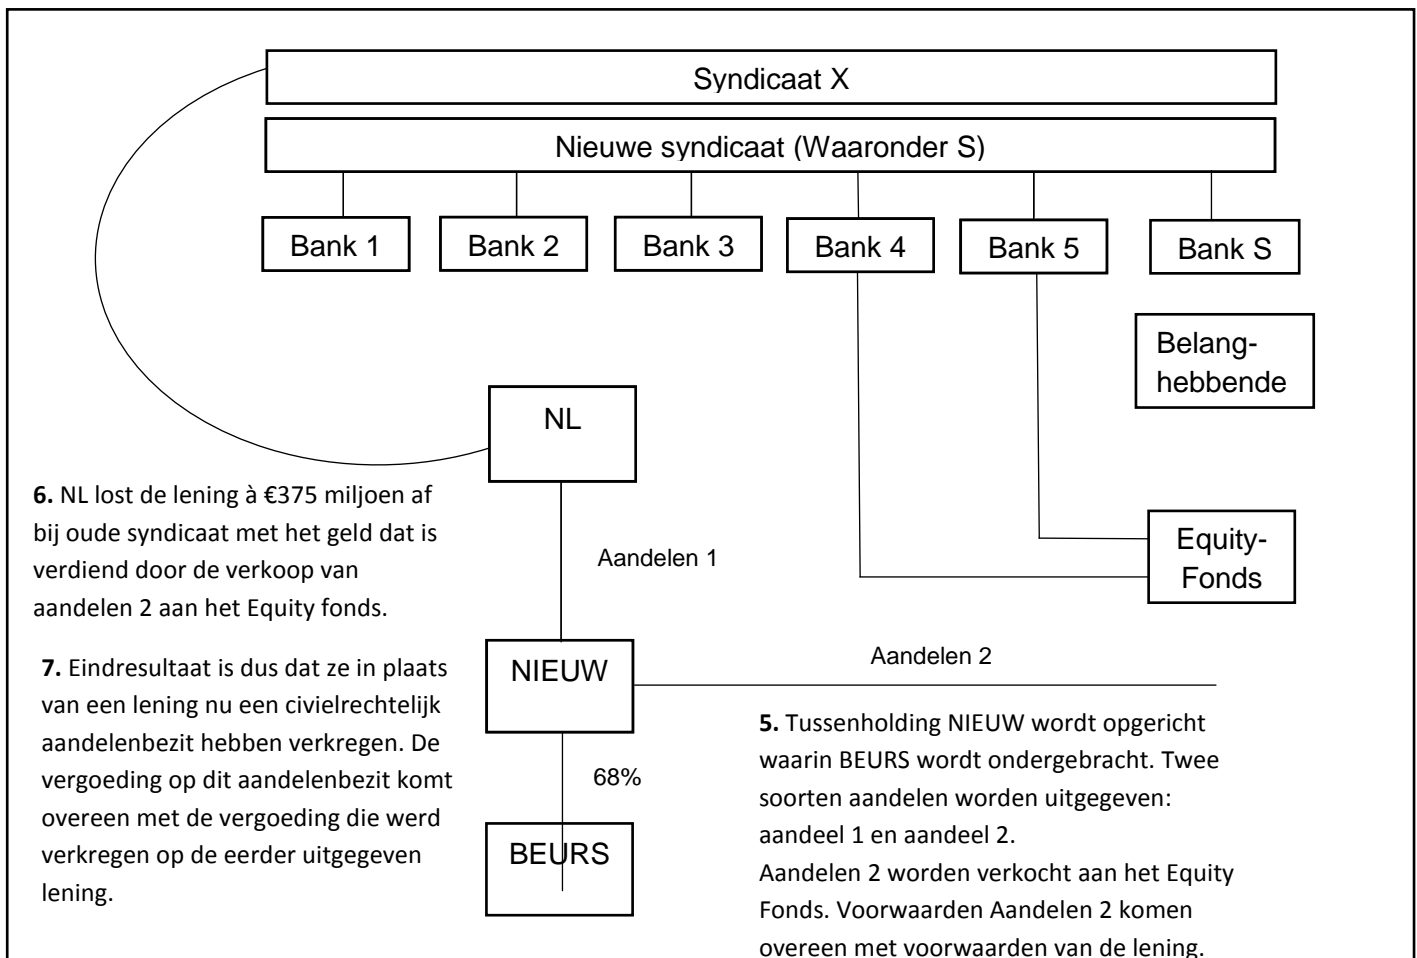 Syndicaat X
Nieuwe syndicaat (Waaronder S)
Bank 1
Bank 2
Bank 3
Bank 4
Bank 5
Bank S
Belang-
hebbende
NL
6. NL lost de lening à €375 miljoen af
bij oude syndicaat met het geld dat is
verdiend door de verkoop van
aandelen 2 aan het Equity fonds.
Aandelen 1
Equity-
Fonds
7. Eindresultaat is dus dat ze in plaats
van een lening nu een civielrechtelijk
aandelenbezit hebben verkregen. De
vergoeding op dit aandelenbezit komt
overeen met de vergoeding die werd
verkregen op de eerder uitgegeven
lening.
NIEUW
Aandelen 2
68%
BEURS
5. Tussenholding NIEUW wordt opgericht
waarin BEURS wordt ondergebracht. Twee
soorten aandelen worden uitgegeven:
aandeel 1 en aandeel 2.
Aandelen 2 worden verkocht aan het Equity
Fonds. Voorwaarden Aandelen 2 komen
overeen met voorwaarden van de lening.